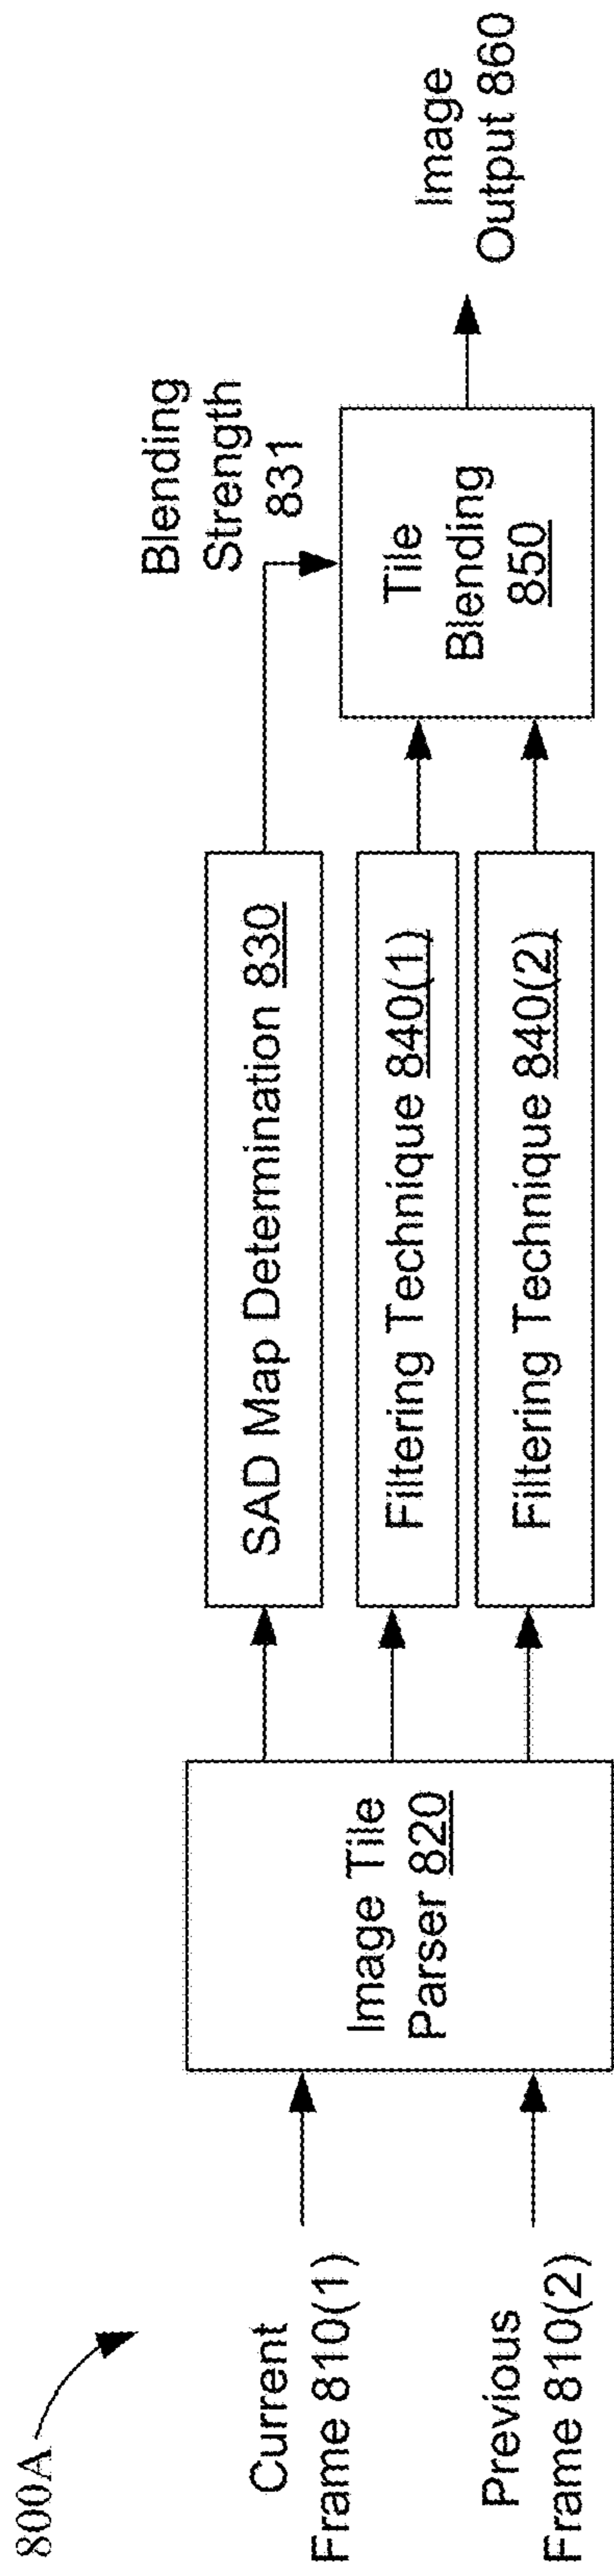 800A
Current
Frame 810(1)
Previous
Frame 810(2)
Image Tile
Parser 820
SAD Map Determination 830
Filtering Technique 840(1)
Filtering Technique 840(2)
Blending
Strength
831
Tile
Blending
850
Image
Output 860